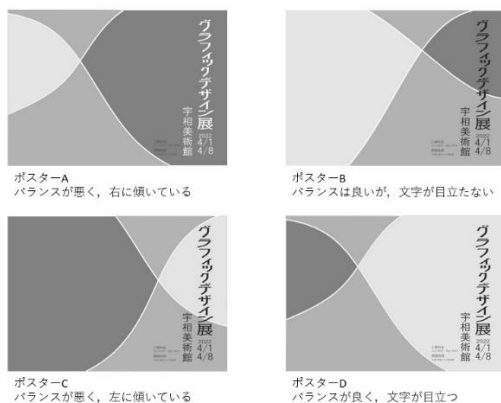 グラフィックデザイン展
宇相美術館
2022
4/1
4/8
ポスターA
バランスが悪く，右に傾いている
グラフィックデザイン展
宇相美術館
2022
4/1
4/8
ポスターB
バランスは良いが，文字が目立たない
グラフィックデザイン展
宇相美術館
2022
4/1
4/8
ポスターC
バランスが悪く，左に傾いている
グラフィックデザイン展
宇相美術館
2022
4/1
4/8
ポスターD
バランスが良く，文字が目立つ